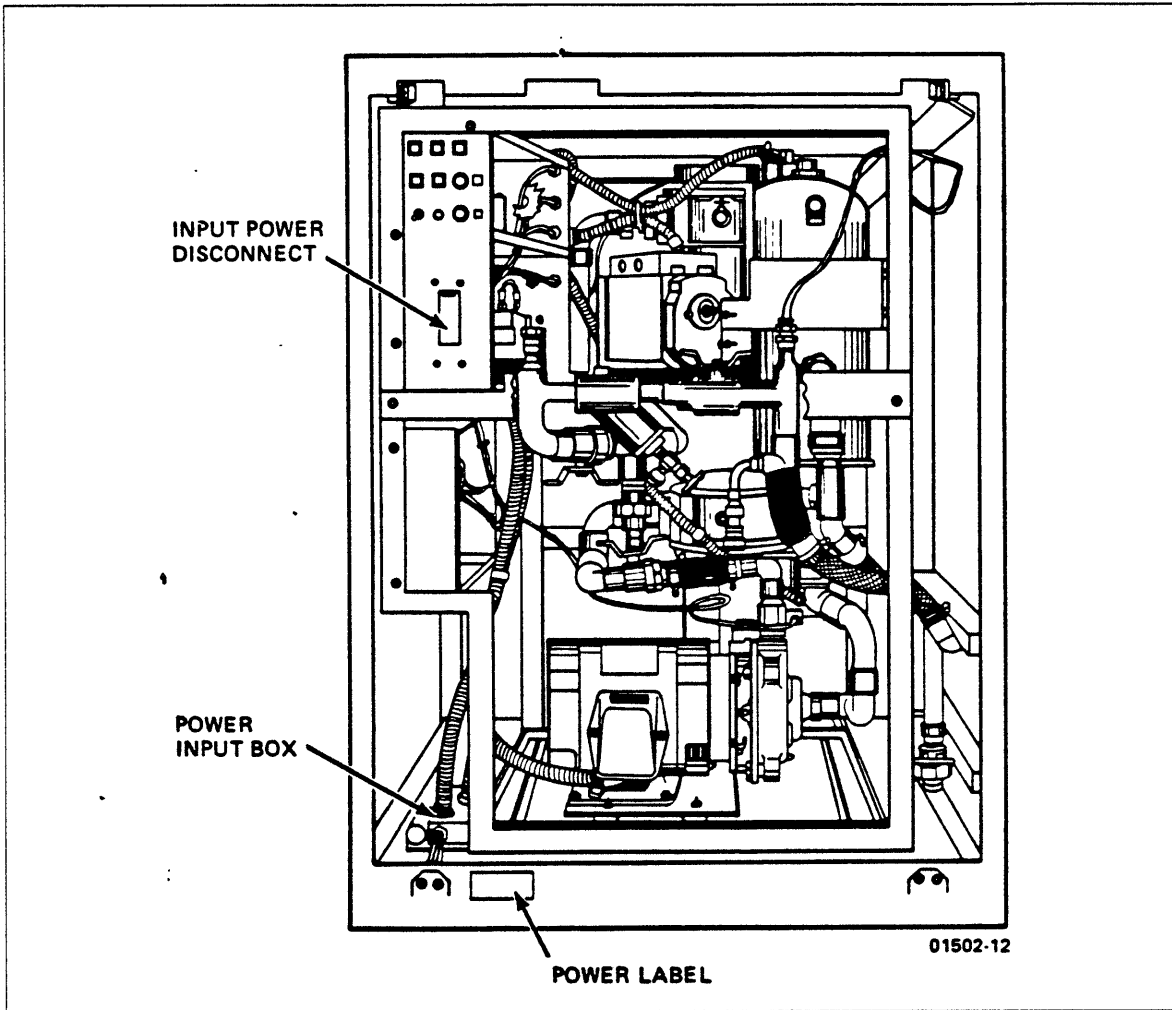 INPUT POWER
DISCONNECT
POWER
INPUT BOX
01502-12
POWER LABEL